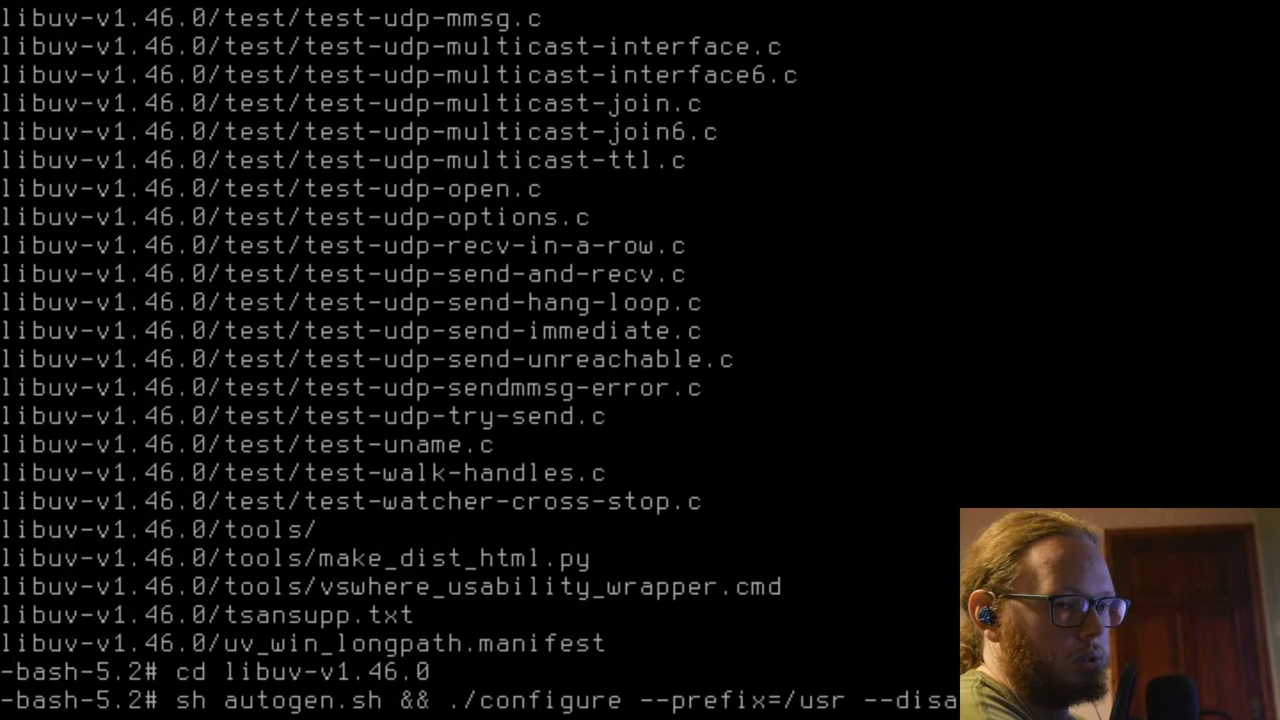 libuv-v1.46.0/test/test-udp-mmsg.c
libuv-v1.46.0/test/test-udp-multicast-interface.c
libuv-v1.46.0/test/test-udp-multicast-interface6.c
libuv-v1.46.0/test/test-udp-multicast-join.c
libuv-v1.46.0/test/test-udp-multicast-join6.c
libuv-v1.46.0/test/test-udp-multicast-ttl.c
libuv-v1.46.0/test/test-udp-open.c
libuv-v1.46.0/test/test-udp-options.c
libuv-v1.46.0/test/test-udp-recv-in-a-row.c
libuv-v1.46.0/test/test-udp-send-and-recv.c
libuv-v1.46.0/test/test-udp-send-hang-loop.c
libuv-v1.46.0/test/test-udp-send-immediate.c
libuv-v1.46.0/test/test-udp-send-unreachable.c
libuv-v1.46.0/test/test-udp-sendmmsg-error.c
libuv-v1.46.0/test/test-udp-try-send.c
libuv-v1.46.0/test/test-uname.c
libuv-v1.46.0/test/test-walk-handles.c
libuv-v1.46.0/test/test-watcher-cross-stop.c
libuv-v1.46.0/tools/
libuv-v1.46.0/tools/make_dist_html.py
libuv-v1.46.0/tools/vswhere_usability_wrapper.cmd
libuv-v1.46.0/tsansupp.txt
libuv-v1.46.0/uv_win_longpath.manifest
-bash-5.2# cd libuv-v1.46.0
-bash-5.2# sh autogen.sh && ./configure --prefix=/usr --disa